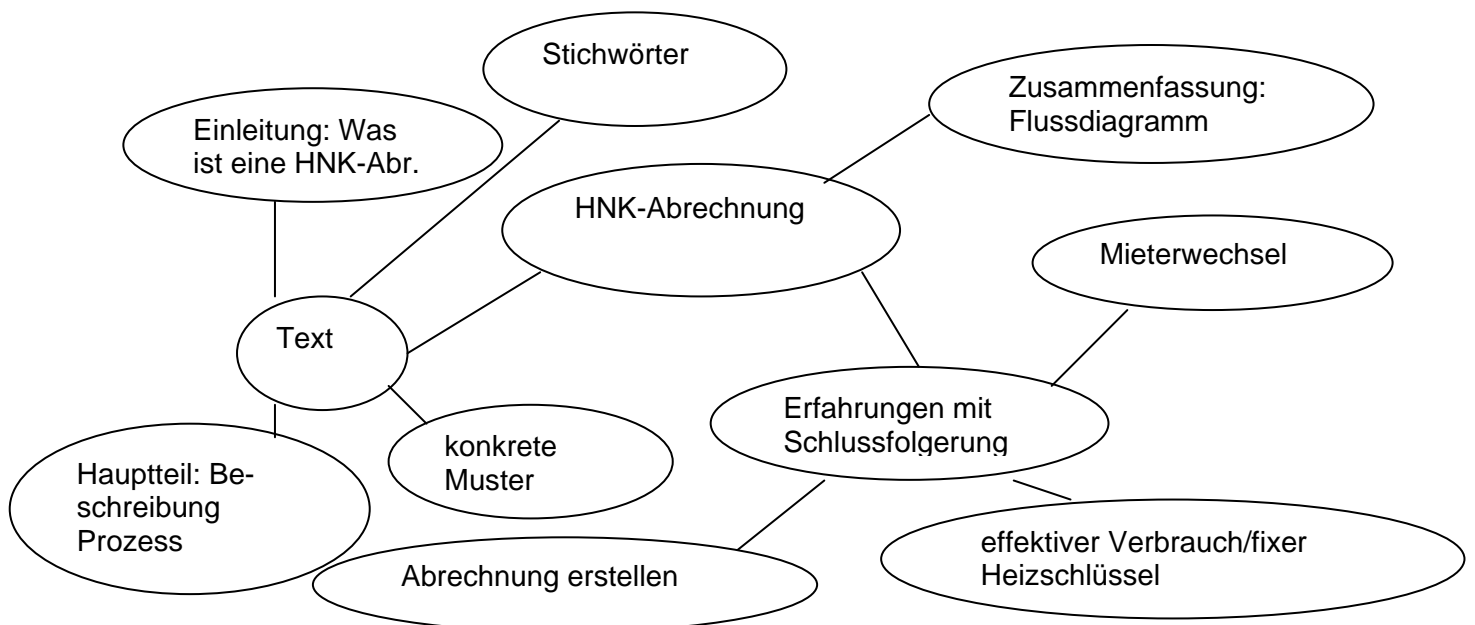 Stichwörter
Zusammenfassung:
Flussdiagramm
Einleitung: Was
ist eine HNK-Abr.
HNK-Abrechnung
Mieterwechsel
Text
Erfahrungen mit
Schlussfolgerung
konkrete
Muster
Hauptteil: Be-
schreibung
Prozess
effektiver Verbrauch/fixer
Heizschlüssel
Abrechnung erstellen